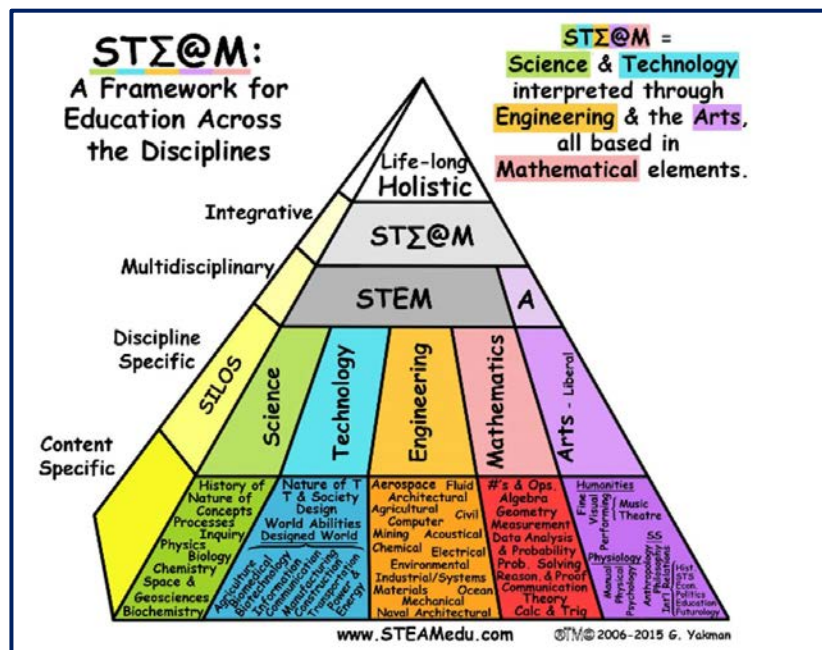 STΣ@M:
A Framework for
Education Across
the Disciplines
STΣ@M =
Science & Technology
interpreted through
Engineering & the Arts,
all based in
Mathematical elements.
Life-long
Holistic
Integrative
STΣ@M
Multidisciplinary
STEM
A
Discipline
Specific
SILOS
Science
Technology
Engineering
Mathematics
Arts - Liberal
Content
Specific
History of
Nature of
Concepts
Processes
Inquiry
Physics
Biology
Chemistry
Space &
Geosciences
Biochemistry
Nature of T
T & Society
Design
World Abilities
Designed World
Agriculture
Biomedical
Biotechnology
Information
Communication
Manufacturing
Construction
Transportation
Power &
Energy
Aerospace Fluid
Architectural
Agricultural Civil
Computer
Mining Acoustical
Chemical Electrical
Environmental
Industrial/Systems
Materials Ocean
Mechanical
Naval Architectural
#'s & Ops.
Algebra
Geometry
Measurement
Data Analysis
& Probability
Prob. Solving
Reason. & Proof
Communication
Theory
Calc & Trig
Humanities
Fine
Visual
Performing
Music
Theatre
SS
Physiology
Manual
Physical
Psychology
Anthropology
Philosophy
Int'l Relations
Hist.
STS
Econ.
Politics
Education
Futurology
www.STEAMedu.com
®TM© 2006-2015 G. Yakman